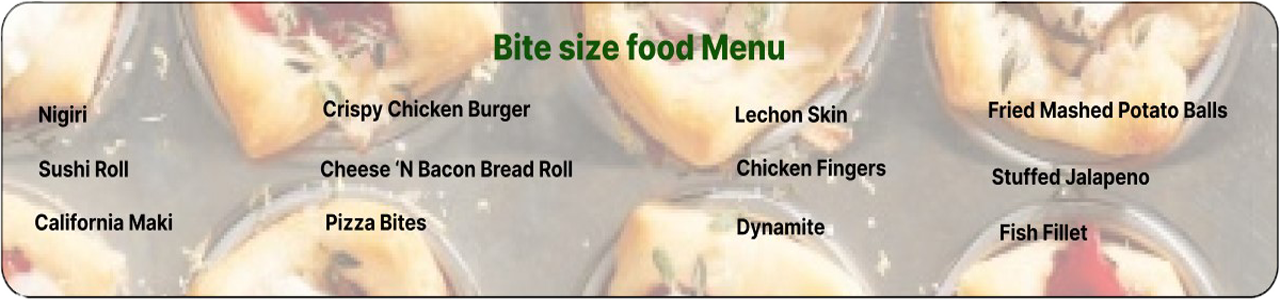 Bite size food Menu
Nigiri
Sushi Roll
California Maki
Crispy Chicken Burger
Cheese ‘N Bacon Bread Roll
Pizza Bites
Lechon Skin
Chicken Fingers
Dynamite
Fried Mashed Potato Balls
Stuffed Jalapeno
Fish Fillet